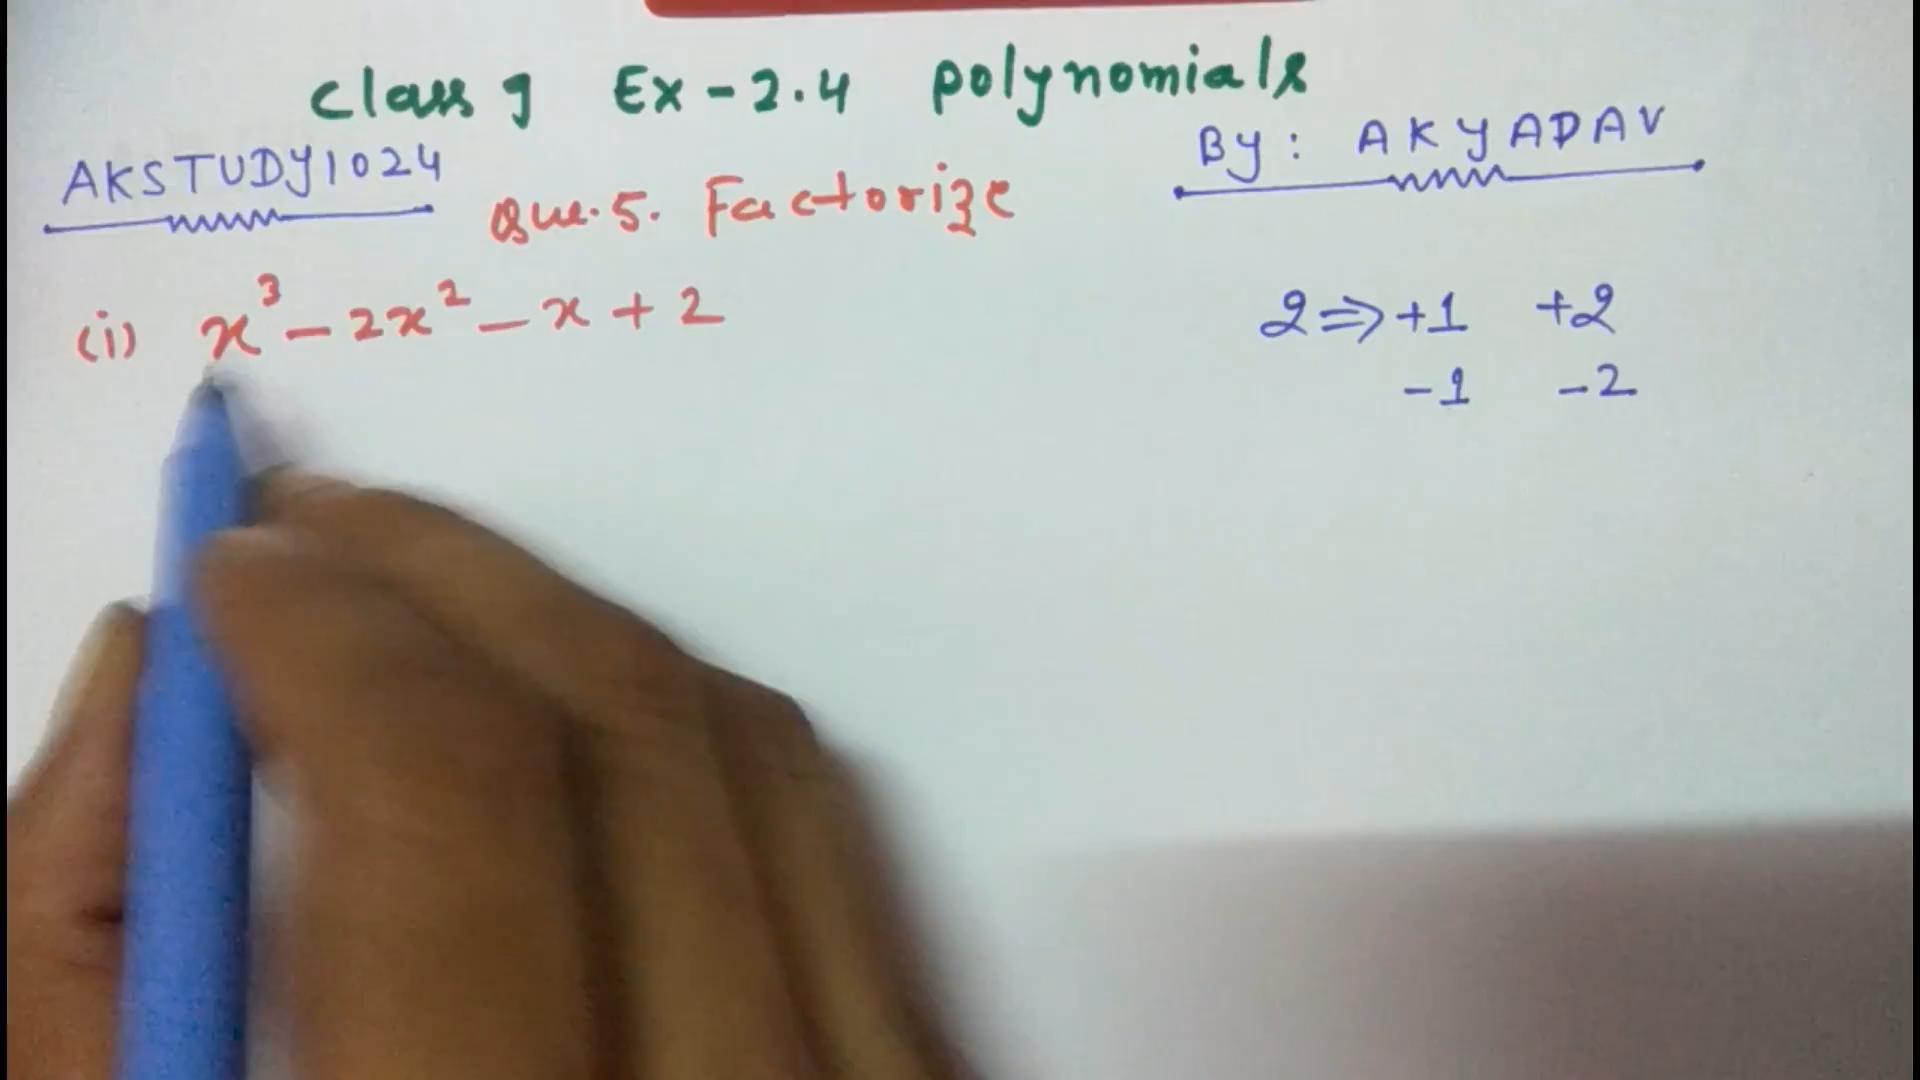 Class 9 Ex-2.4 polynomials
AKSTUDY1024
By: AKYADAV
Que.5. Factorize
(i) x³ - 2x² - x + 2
2 ⇒ +1 +2
-1 -2